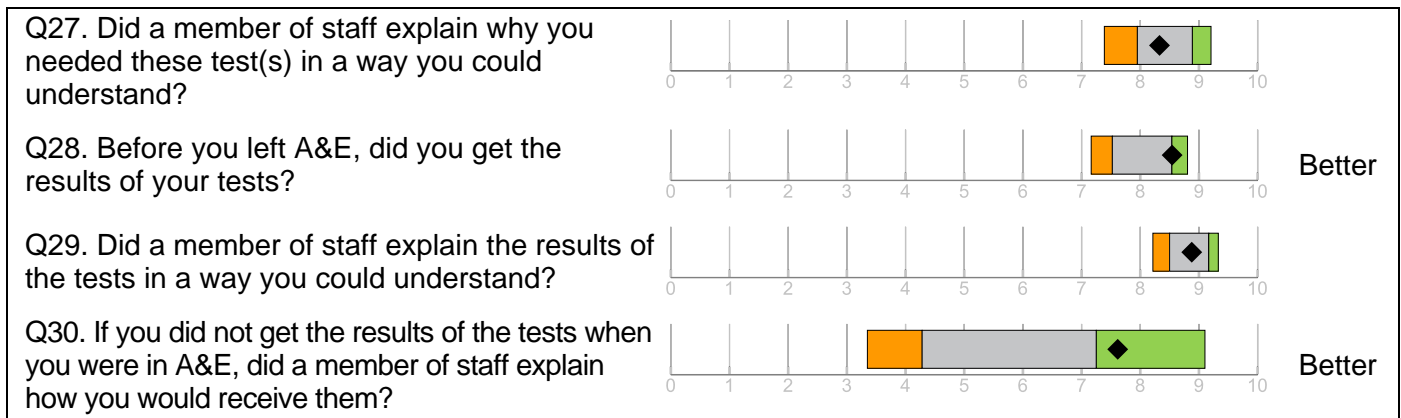 Q27. Did a member of staff explain why you
needed these test(s) in a way you could
understand?
0 1 2 3 4 5 6 7 8 9 10
Q28. Before you left A&E, did you get the
results of your tests?
Better
0 1 2 3 4 5 6 7 8 9 10
Q29. Did a member of staff explain the results of
the tests in a way you could understand?
0 1 2 3 4 5 6 7 8 9 10
Q30. If you did not get the results of the tests when
you were in A&E, did a member of staff explain
how you would receive them?
Better
0 1 2 3 4 5 6 7 8 9 10